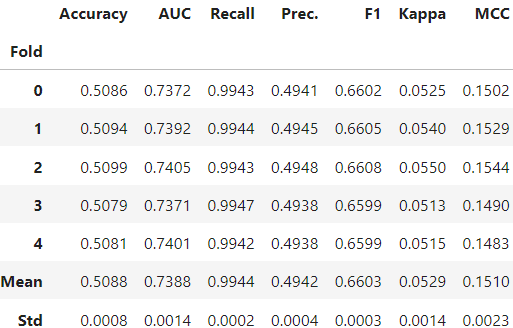 Accuracy AUC Recall Prec. F1 Kappa MCC
Fold
0 0.5086 0.7372 0.9943 0.4941 0.6602 0.0525 0.1502
1 0.5094 0.7392 0.9944 0.4945 0.6605 0.0540 0.1529
2 0.5099 0.7405 0.9943 0.4948 0.6608 0.0550 0.1544
3 0.5079 0.7371 0.9947 0.4938 0.6599 0.0513 0.1490
4 0.5081 0.7401 0.9942 0.4938 0.6599 0.0515 0.1483
Mean 0.5088 0.7388 0.9944 0.4942 0.6603 0.0529 0.1510
Std 0.0008 0.0014 0.0002 0.0004 0.0003 0.0014 0.0023